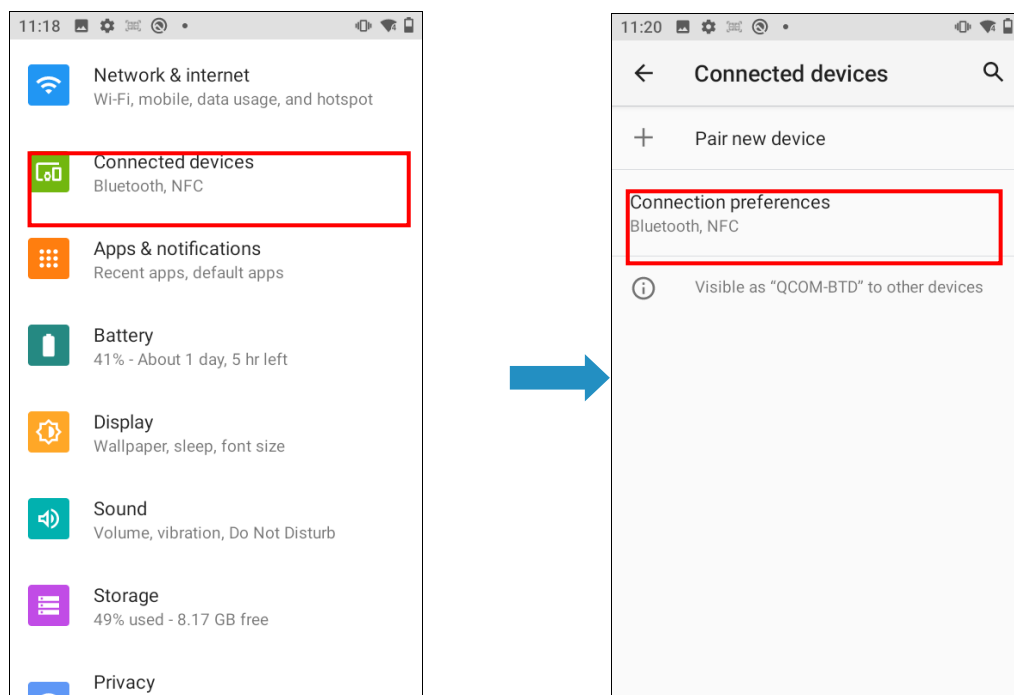 11:18
Network & internet
Wi-Fi, mobile, data usage, and hotspot
Connected devices
Bluetooth, NFC
Apps & notifications
Recent apps, default apps
Battery
41% - About 1 day, 5 hr left
Display
Wallpaper, sleep, font size
Sound
Volume, vibration, Do Not Disturb
Storage
49% used - 8.17 GB free
Privacy
11:20
Connected devices
Pair new device
Connection preferences
Bluetooth, NFC
Visible as “QCOM-BTD” to other devices